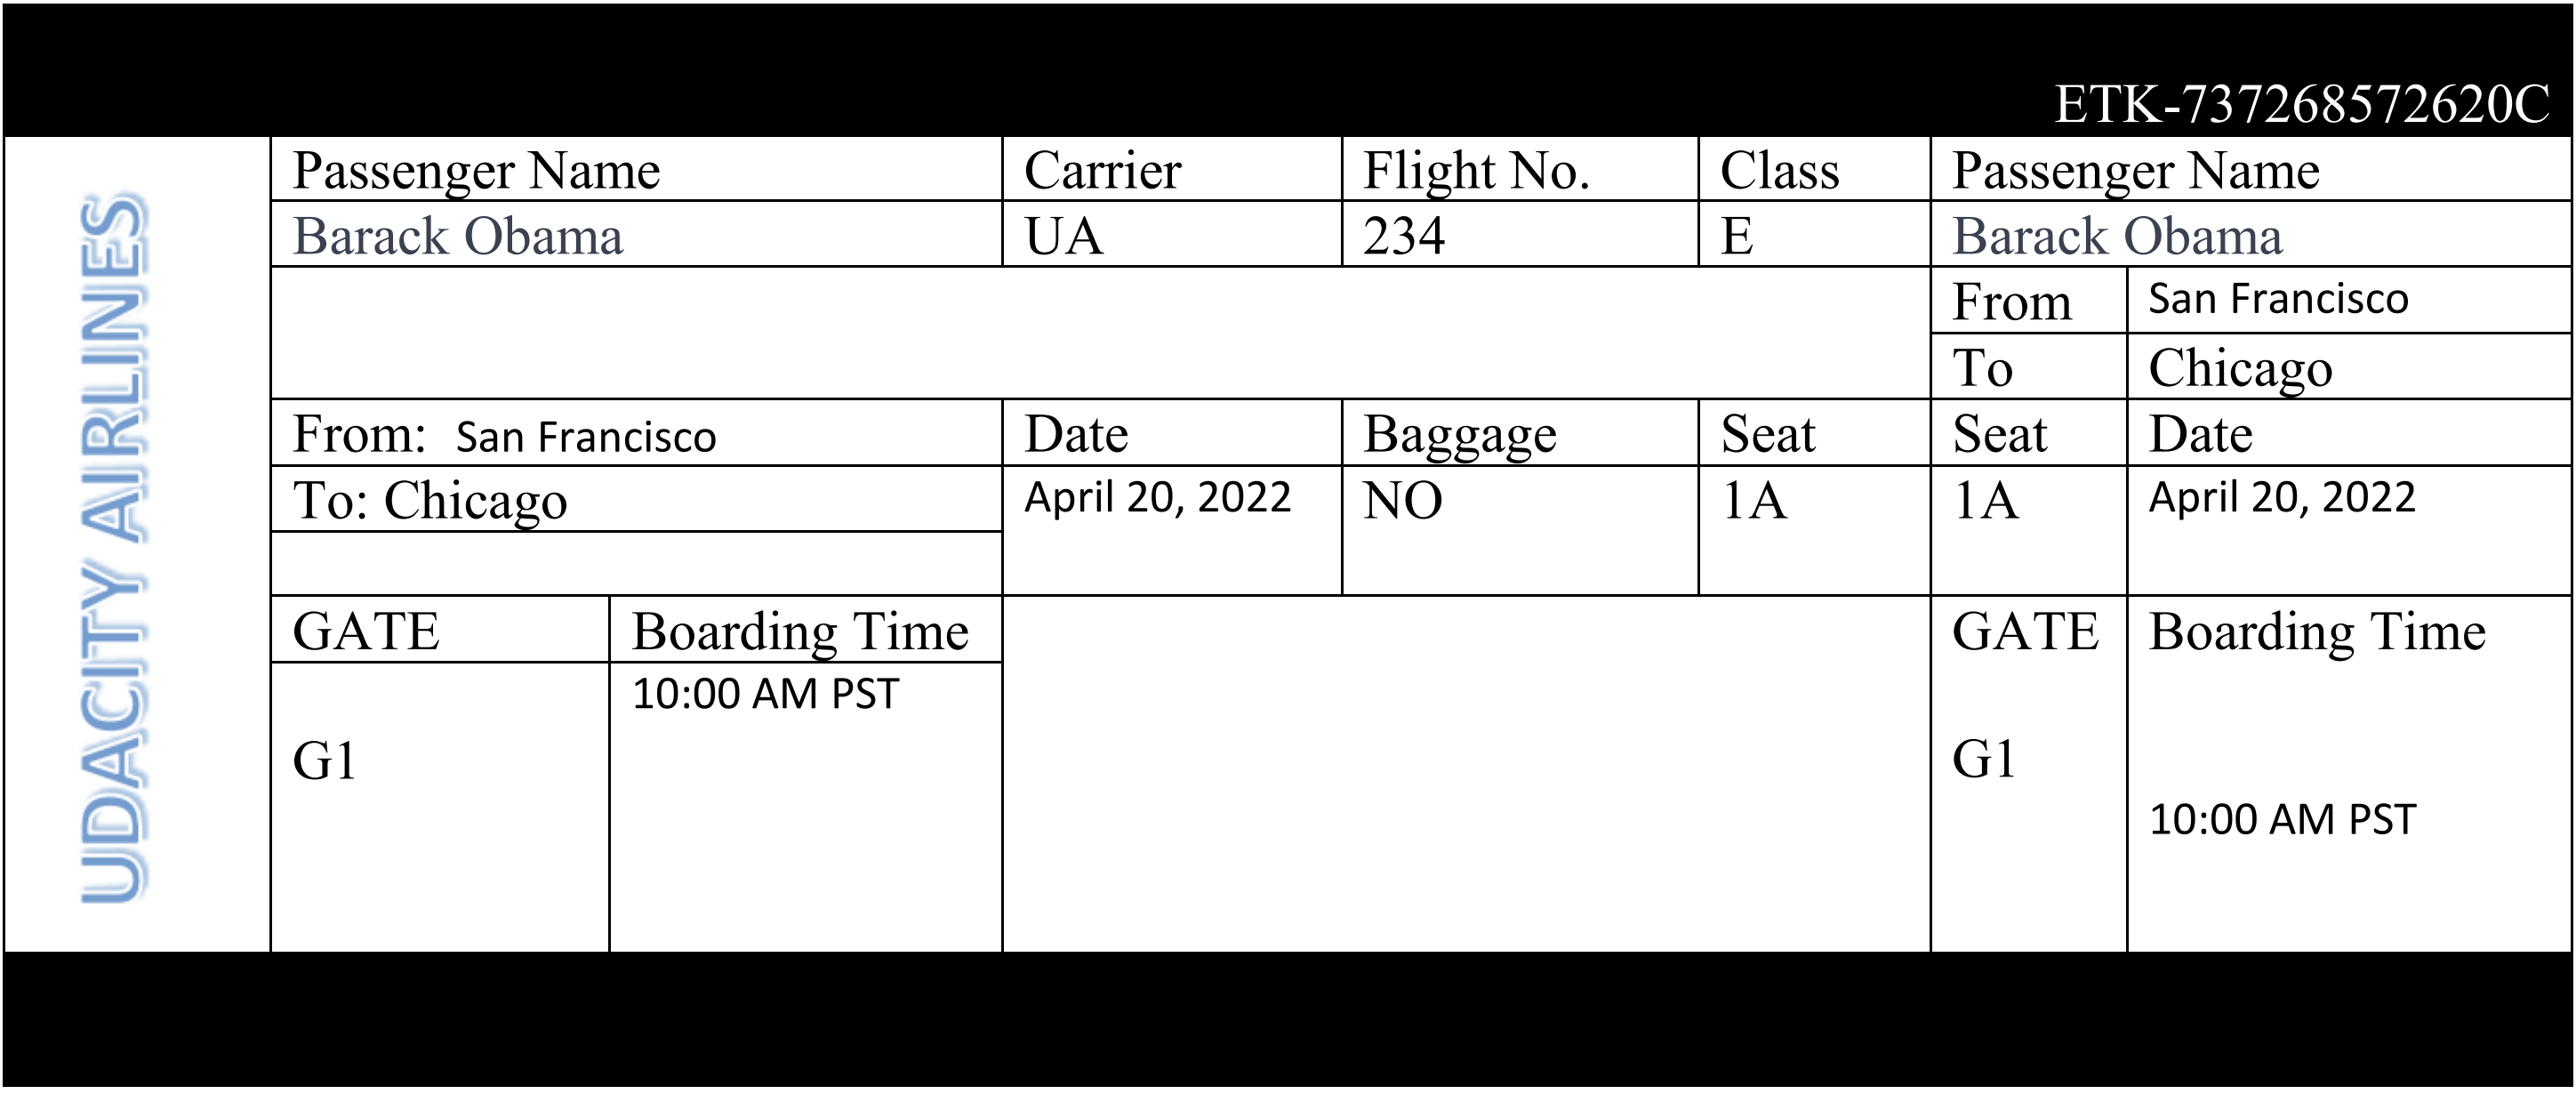 ETK-737268572620C
UDACITY AIRLINES
Passenger Name Carrier Flight No. Class Passenger Name
Barack Obama UA 234 E Barack Obama
From San Francisco
To Chicago
From: San Francisco Date Baggage Seat Seat Date
To: Chicago April 20, 2022 NO 1A 1A April 20, 2022
GATE Boarding Time GATE Boarding Time
10:00 AM PST
G1 G1
10:00 AM PST